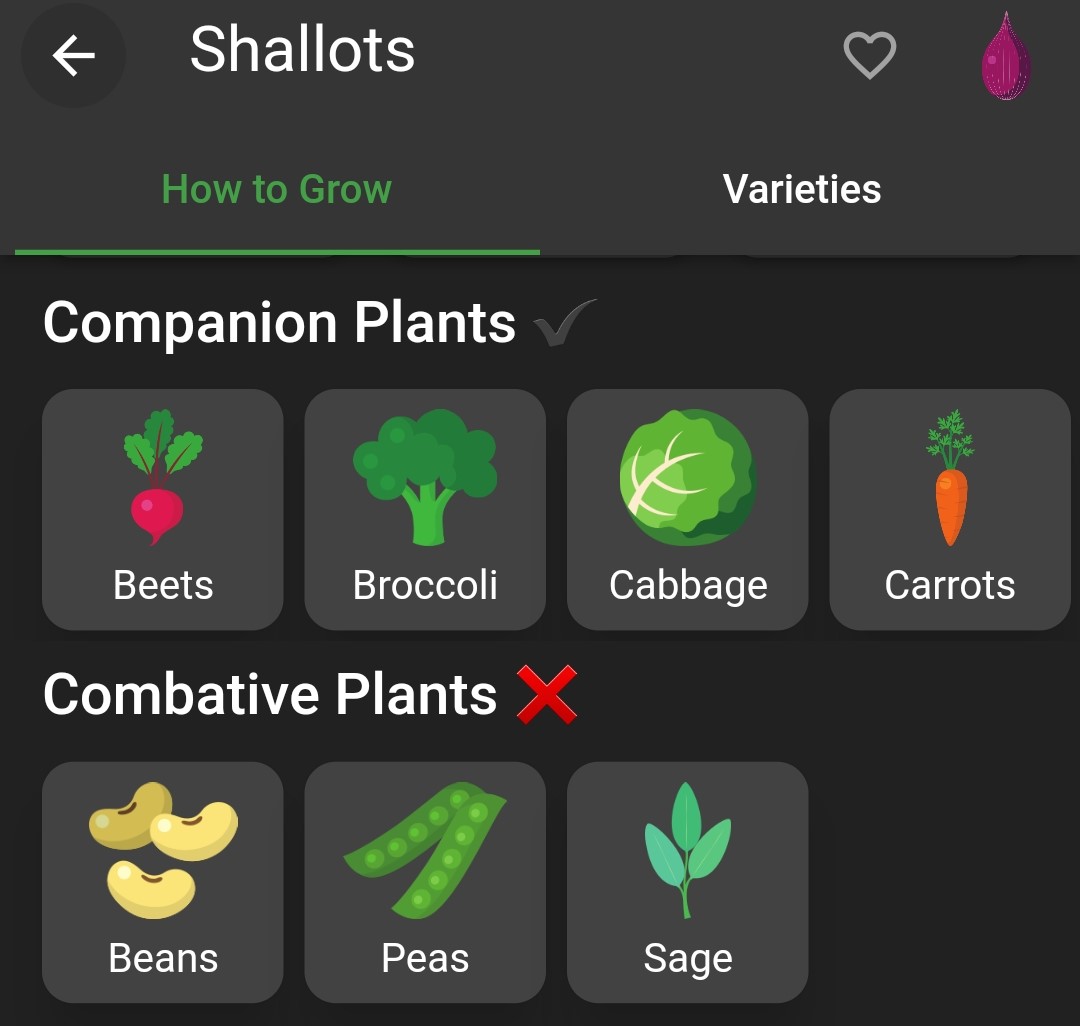 Shallots
How to Grow Varieties
Companion Plants
Beets Broccoli Cabbage Carrots
Combative Plants
Beans Peas Sage